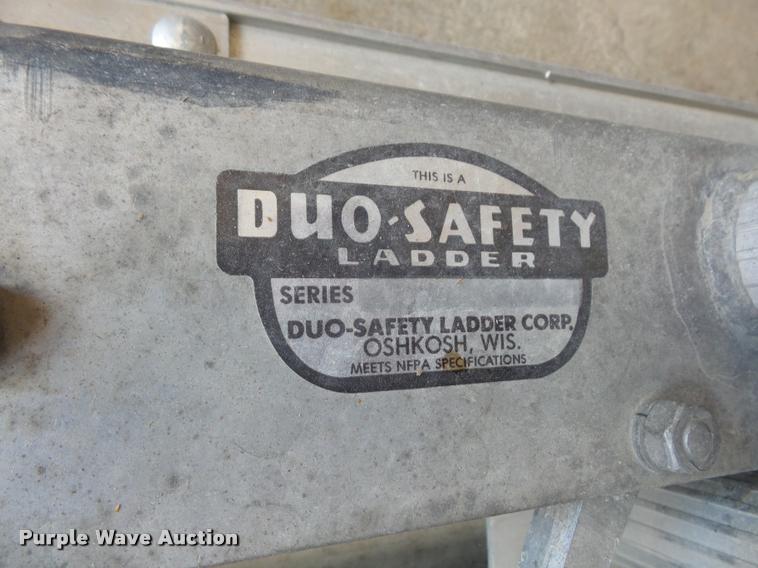 THIS IS A
DUO-SAFETY
LADDER
SERIES
DUO-SAFETY LADDER CORP.
OSHKOSH, WIS.
MEETS NFPA SPECIFICATIONS
Purple Wave Auction